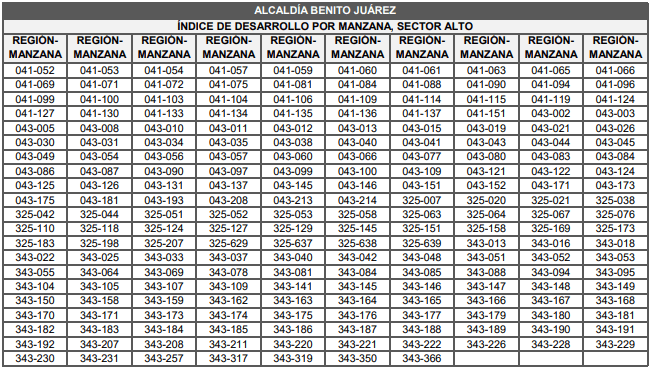 ALCALDÍA BENITO JUÁREZ
ÍNDICE DE DESARROLLO POR MANZANA, SECTOR ALTO
REGIÓN- REGIÓN- REGIÓN- REGIÓN- REGIÓN- REGIÓN- REGIÓN- REGIÓN- REGIÓN- REGIÓN-
MANZANA MANZANA MANZANA MANZANA MANZANA MANZANA MANZANA MANZANA MANZANA MANZANA
041-052 041-053 041-054 041-057 041-059 041-060 041-061 041-063 041-065 041-066
041-069 041-071 041-072 041-075 041-081 041-084 041-088 041-090 041-094 041-096
041-099 041-100 041-103 041-104 041-106 041-109 041-114 041-115 041-119 041-124
041-127 041-130 041-133 041-134 041-135 041-136 041-137 041-151 043-002 043-003
043-005 043-008 043-010 043-011 043-012 043-013 043-015 043-019 043-021 043-026
043-030 043-031 043-034 043-035 043-038 043-040 043-041 043-043 043-044 043-045
043-049 043-054 043-056 043-057 043-060 043-066 043-077 043-080 043-083 043-084
043-086 043-087 043-090 043-097 043-099 043-100 043-109 043-121 043-122 043-124
043-125 043-126 043-131 043-137 043-145 043-146 043-151 043-152 043-171 043-173
043-175 043-181 043-193 043-208 043-213 043-214 325-007 325-020 325-021 325-038
325-042 325-044 325-051 325-052 325-053 325-058 325-063 325-064 325-067 325-076
325-110 325-118 325-124 325-127 325-129 325-145 325-151 325-158 325-169 325-173
325-183 325-198 325-207 325-629 325-637 325-638 325-639 343-013 343-016 343-018
343-022 343-025 343-033 343-037 343-040 343-042 343-048 343-051 343-052 343-053
343-055 343-064 343-069 343-078 343-081 343-084 343-085 343-088 343-094 343-095
343-104 343-105 343-107 343-109 343-141 343-145 343-146 343-147 343-148 343-149
343-150 343-158 343-159 343-162 343-163 343-164 343-165 343-166 343-167 343-168
343-170 343-171 343-173 343-174 343-175 343-176 343-177 343-179 343-180 343-181
343-182 343-183 343-184 343-185 343-186 343-187 343-188 343-189 343-190 343-191
343-192 343-207 343-208 343-211 343-220 343-221 343-222 343-226 343-228 343-229
343-230 343-231 343-257 343-317 343-319 343-350 343-366